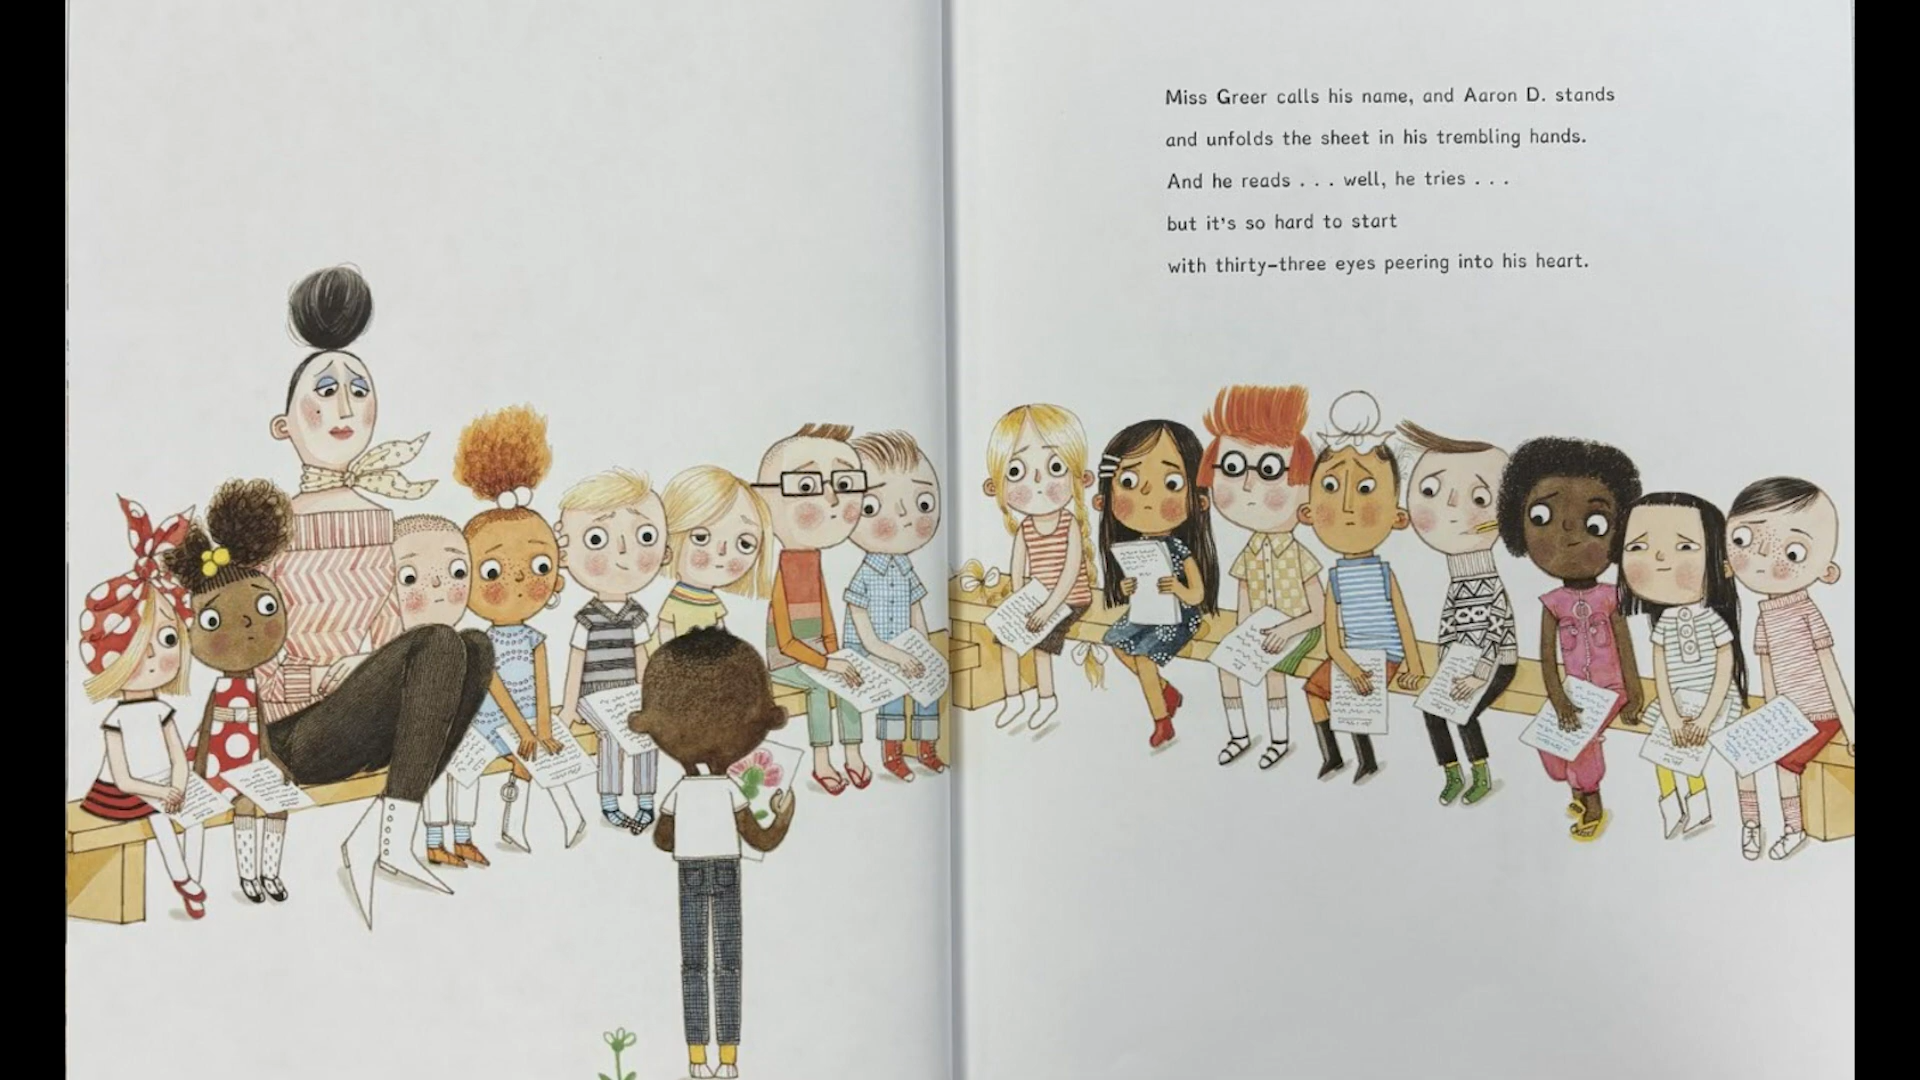 Miss Greer calls his name, and Aaron D. stands
and unfolds the sheet in his trembling hands.
And he reads . . . well, he tries . . .
but it's so hard to start
with thirty-three eyes peering into his heart.